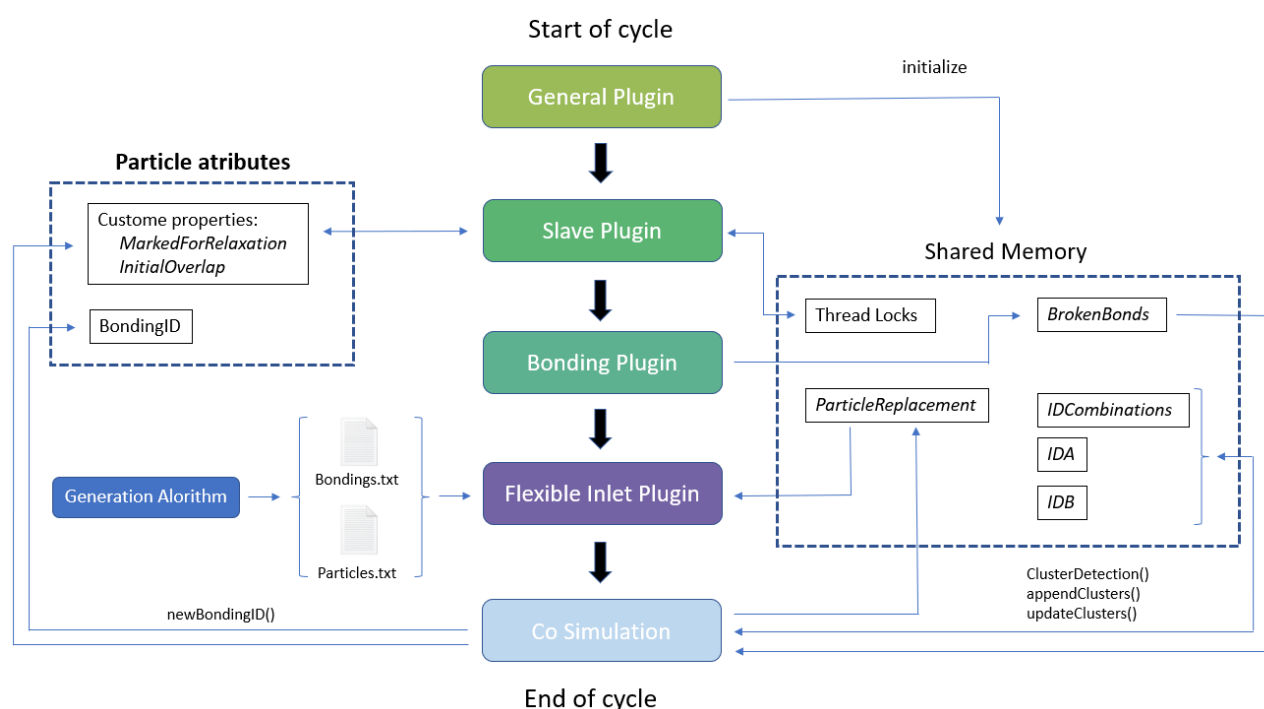 Start of cycle
General Plugin
initialize
Particle atributes
Custome properties:
MarkedForRelaxation
InitialOverlap
BondingID
Slave Plugin
Shared Memory
Thread Locks
BrokenBonds
Bonding Plugin
ParticleReplacement
IDCombinations
IDA
IDB
Generation Alorithm
Bondings.txt
Particles.txt
Flexible Inlet Plugin
ClusterDetection()
appendClusters()
updateClusters()
newBondingID()
Co Simulation
End of cycle